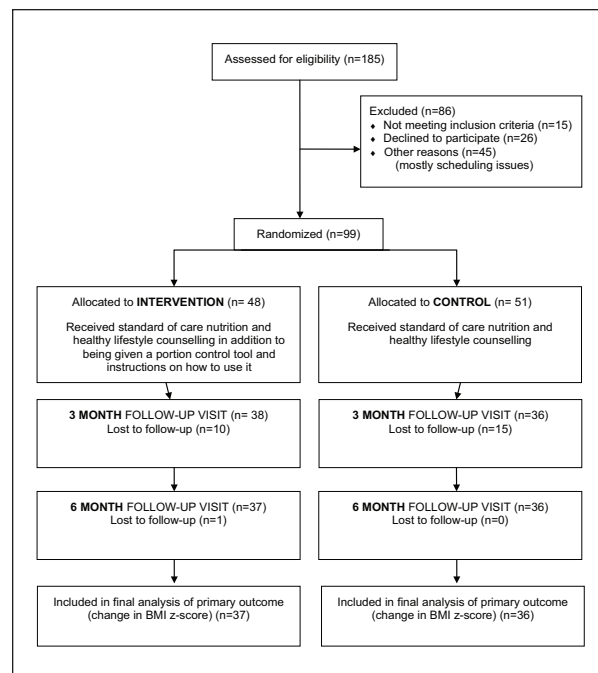 Assessed for eligibility (n=185)
Excluded (n=86)
♦ Not meeting inclusion criteria (n=15)
♦ Declined to participate (n=26)
♦ Other reasons (n=45)
(mostly scheduling issues)
Randomized (n=99)
Allocated to INTERVENTION (n= 48)
Received standard of care nutrition and
healthy lifestyle counselling in addition to
being given a portion control tool and
instructions on how to use it
Allocated to CONTROL (n= 51)
Received standard of care nutrition and
healthy lifestyle counselling
3 MONTH FOLLOW-UP VISIT (n= 38)
Lost to follow-up (n=10)
3 MONTH FOLLOW-UP VISIT (n=36)
Lost to follow-up (n=15)
6 MONTH FOLLOW-UP VISIT (n=37)
Lost to follow-up (n=1)
6 MONTH FOLLOW-UP VISIT (n=36)
Lost to follow-up (n=0)
Included in final analysis of primary outcome
(change in BMI z-score) (n=37)
Included in final analysis of primary outcome
(change in BMI z-score) (n=36)